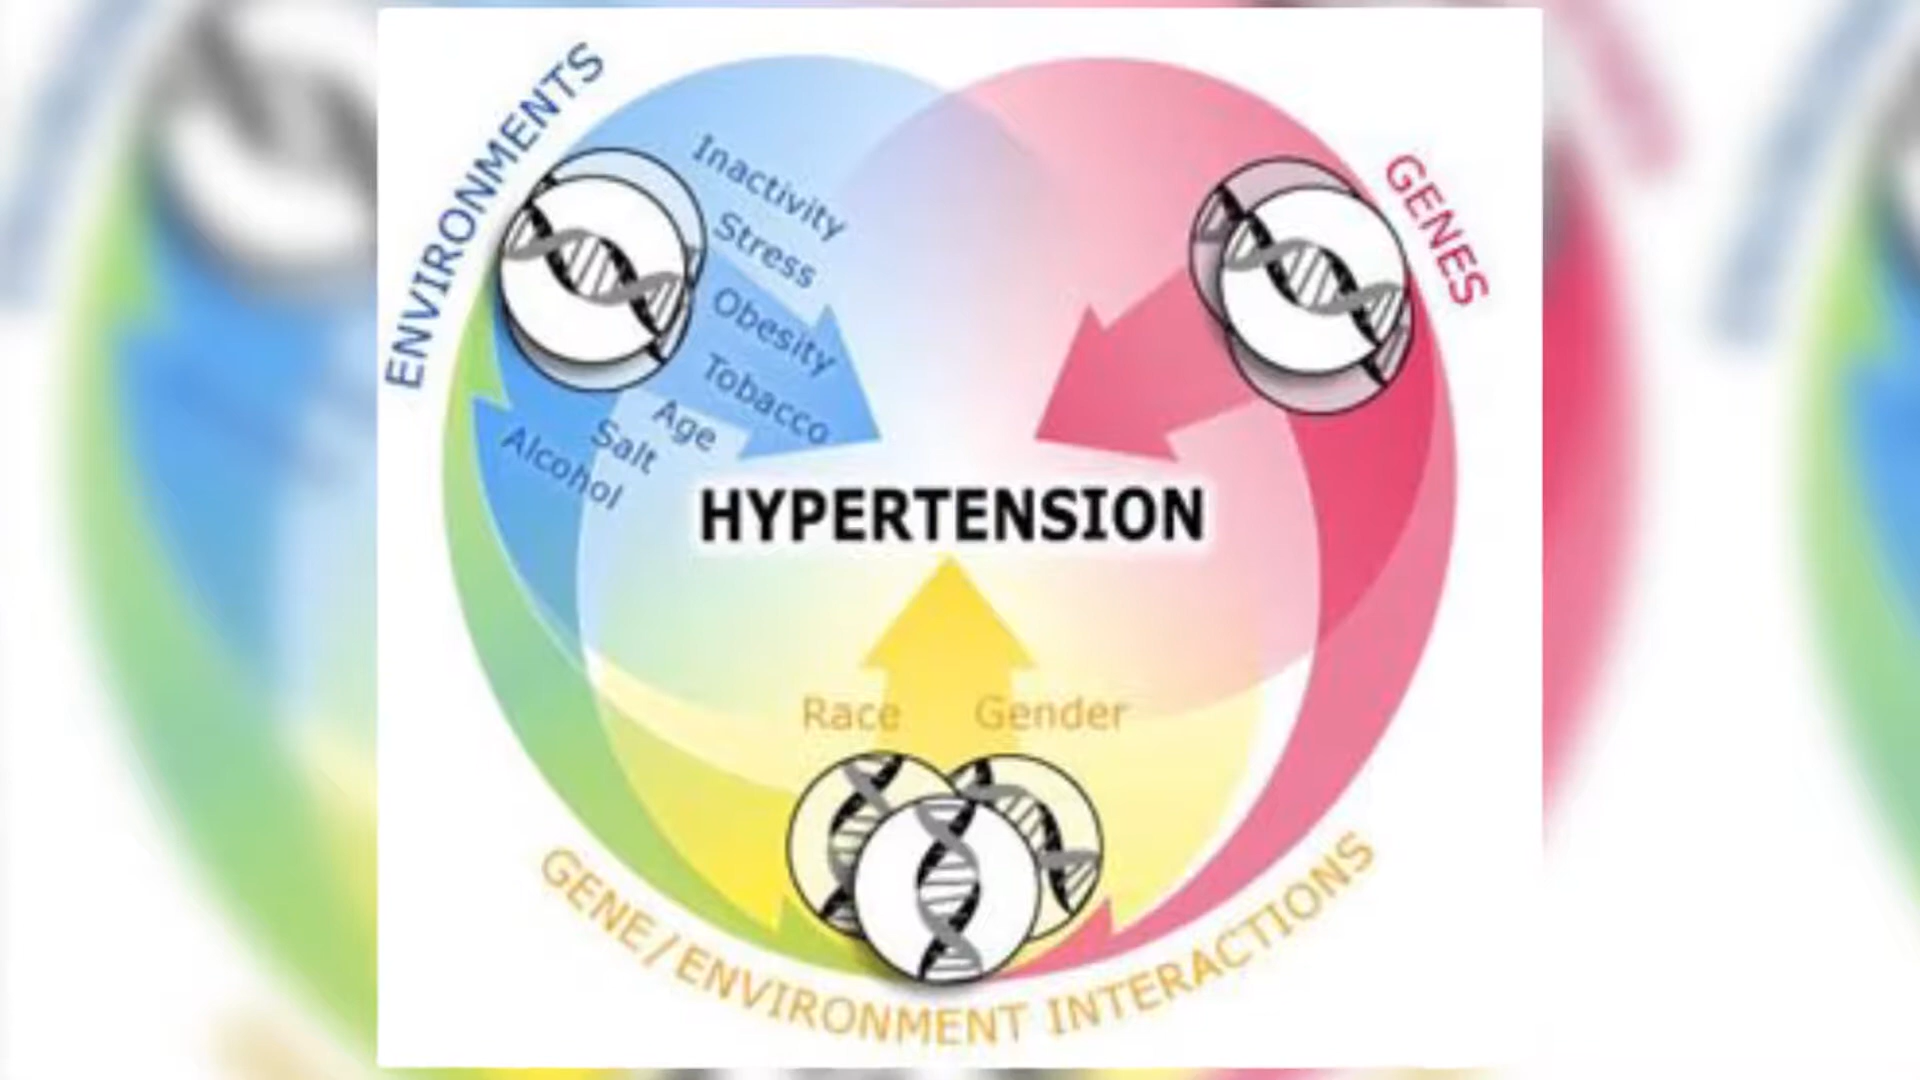 ENVIRONMENTS
GENES
Inactivity
Stress
Obesity
Tobacco
Age
Salt
Alcohol
HYPERTENSION
Race
Gender
GENE/ENVIRONMENT INTERACTIONS